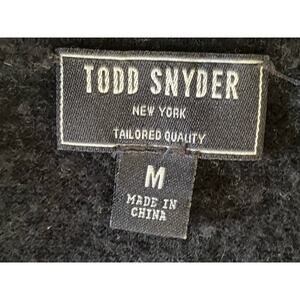 TODD SNYDER
NEW YORK
TAILORED QUALITY
M
MADE IN
CHINA